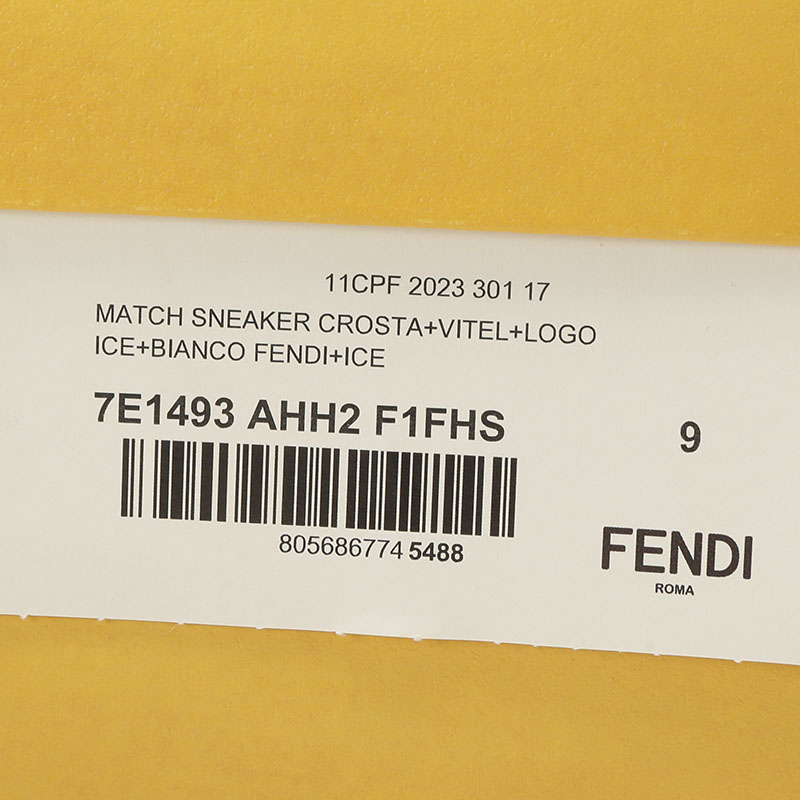 11CPF 2023 301 17
MATCH SNEAKER CROSTA+VITEL+LOGO
ICE+BIANCO FENDI+ICE
7E1493 AHH2 F1FHS
9
805686774 5488
FENDI
ROMA